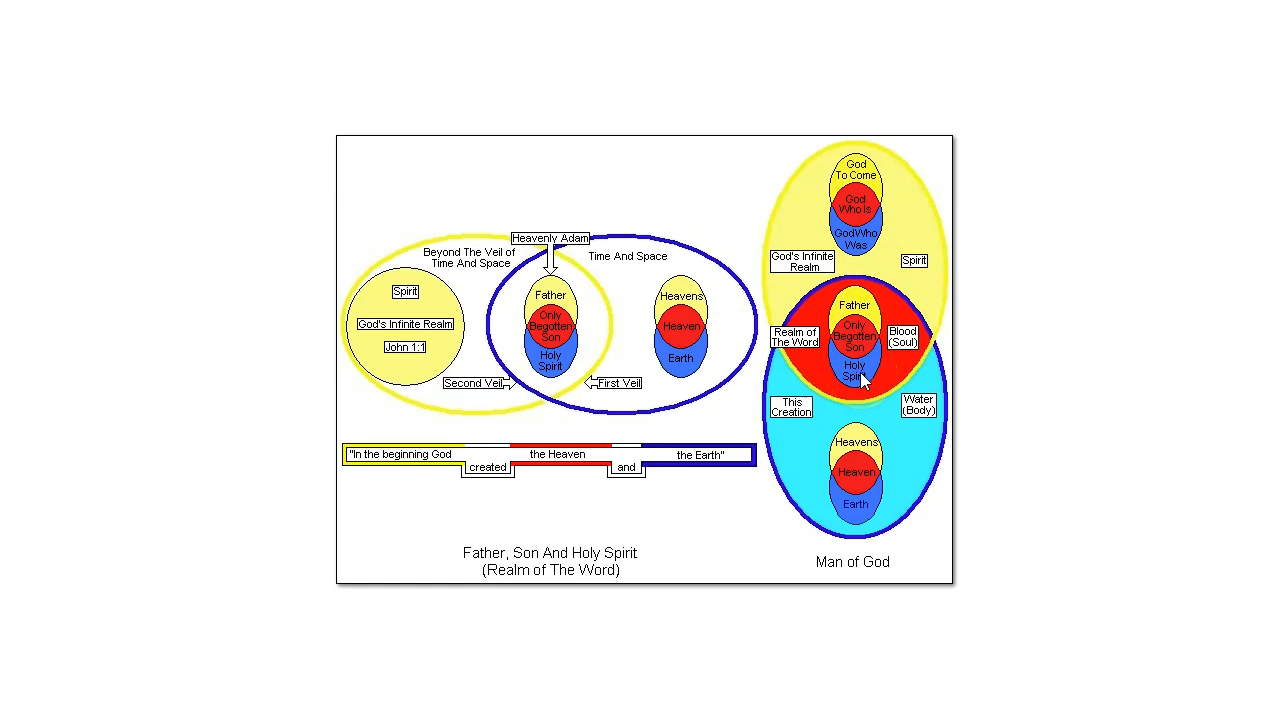 Heavenly Adam
Beyond The Veil of
Time And Space
Time And Space
Spirit
God's Infinite Realm
John 1:1
Father
Only
Begotten
Son
Holy
Spirit
Heavens
Heaven
Earth
Second Veil
First Veil
"In the beginning God
created
the Heaven
and
the Earth"
Father, Son And Holy Spirit
(Realm of The Word)
God
To Come
God
Who Is
GodWho
Was
God's Infinite
Realm
Spirit
Father
Only
Begotten
Son
Holy
Spirit
Realm of
The Word
Blood
(Soul)
This
Creation
Water
(Body)
Heavens
Heaven
Earth
Man of God